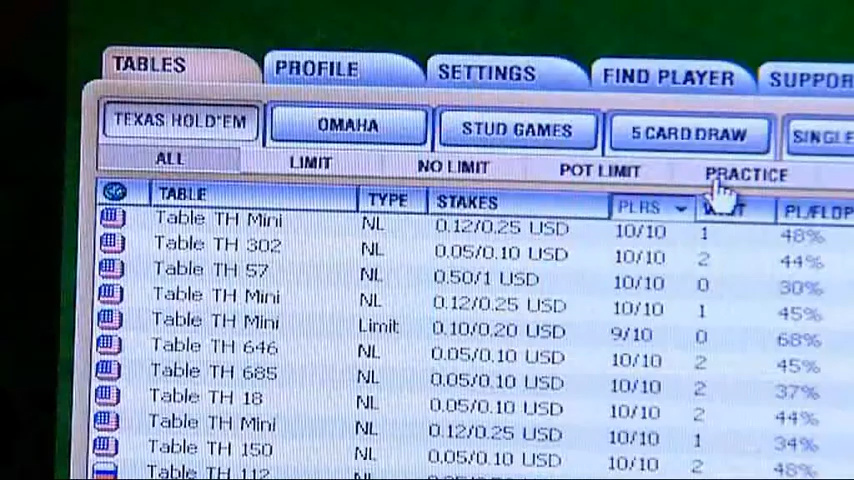 TABLES PROFILE SETTINGS FIND PLAYER SUPPOR
TEXAS HOLD'EM OMAHA STUD GAMES 5 CARD DRAW SINGLE
ALL LIMIT NO LIMIT POT LIMIT PRACTICE
TABLE TYPE STAKES PLRS PL/FLOP
Table TH Mini NL 0.12/0.25 USD 10/10 1 48%
Table TH 302 NL 0.05/0.10 USD 10/10 2 44%
Table TH 57 NL 0.50/1 USD 10/10 0 30%
Table TH Mini NL 0.12/0.25 USD 10/10 1 45%
Table TH Mini Limit 0.10/0.20 USD 9/10 0 68%
Table TH 646 NL 0.05/0.10 USD 10/10 2 45%
Table TH 685 NL 0.05/0.10 USD 10/10 2 37%
Table TH 18 NL 0.05/0.10 USD 10/10 2 44%
Table TH Mini NL 0.12/0.25 USD 10/10 1 34%
Table TH 150 NL 0.05/0.10 USD 10/10 2 48%
Table TH 112 NL